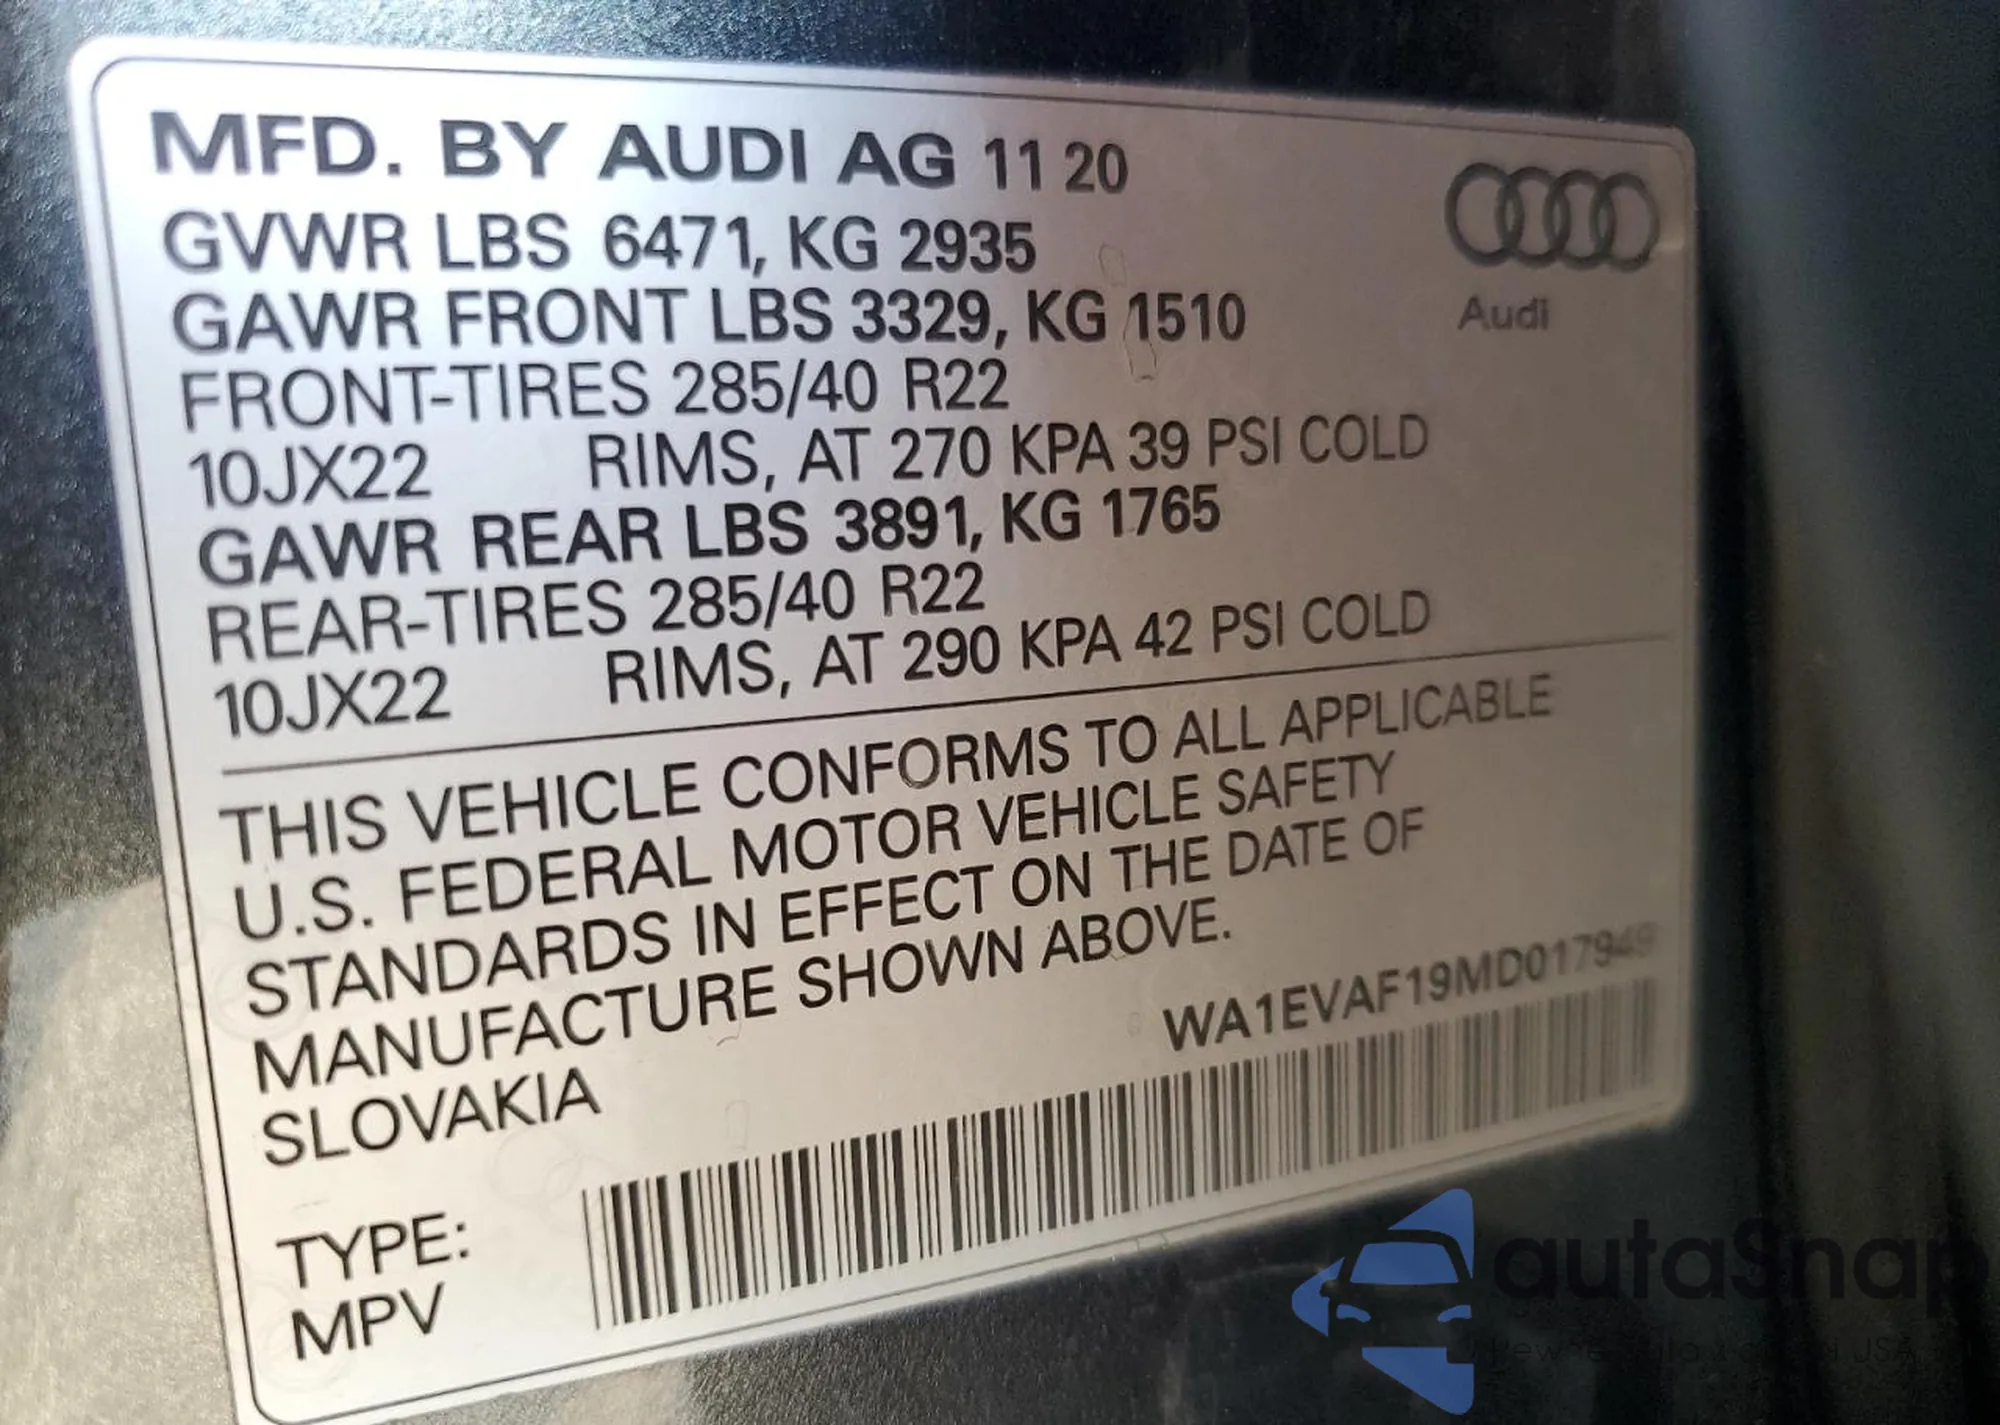 MFD. BY AUDI AG 11 20
GVWR LBS 6471, KG 2935
GAWR FRONT LBS 3329, KG 1510
FRONT-TIRES 285/40 R22
10JX22 RIMS, AT 270 KPA 39 PSI COLD
GAWR REAR LBS 3891, KG 1765
REAR-TIRES 285/40 R22
10JX22 RIMS, AT 290 KPA 42 PSI COLD
Audi
THIS VEHICLE CONFORMS TO ALL APPLICABLE
U.S. FEDERAL MOTOR VEHICLE SAFETY
STANDARDS IN EFFECT ON THE DATE OF
MANUFACTURE SHOWN ABOVE.
SLOVAKIA
WA1EVAF19MD017949
TYPE:
MPV
autaSnap
USA